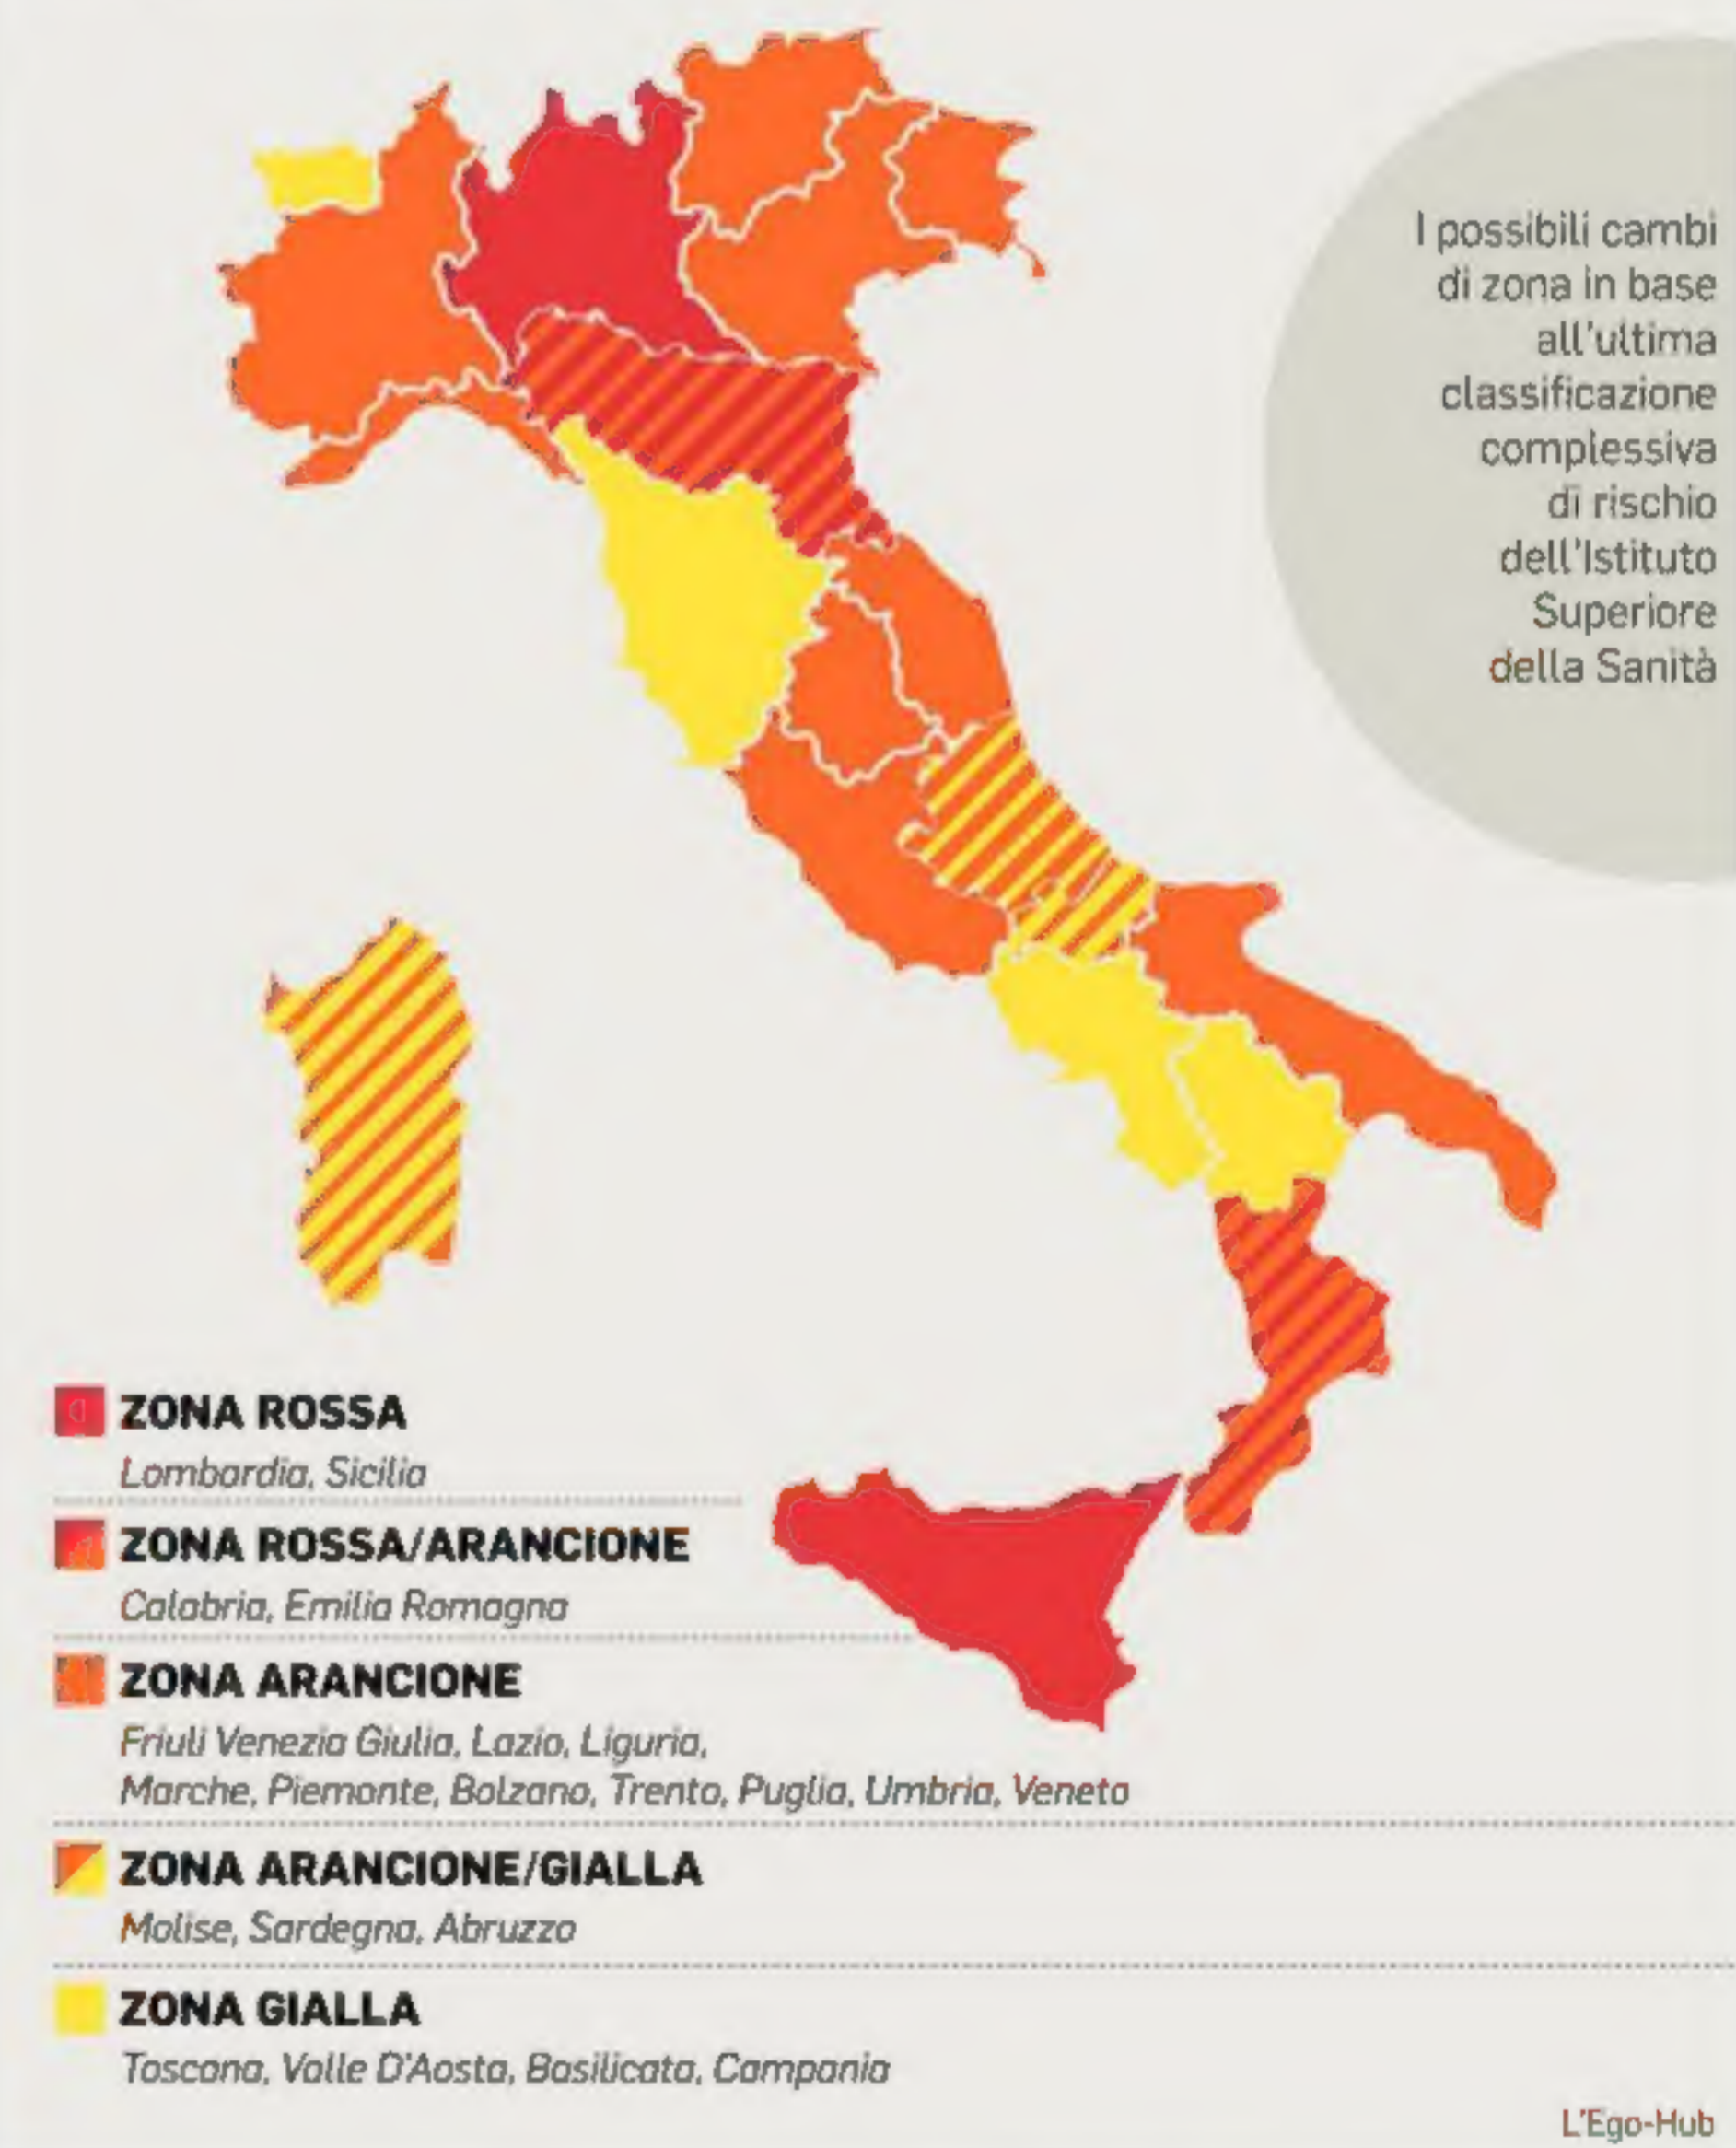 I possibili cambi
di zona in base
all'ultima
classificazione
complessiva
di rischio
dell'Istituto
Superiore
della Sanità
ZONA ROSSA
Lombardia, Sicilia
ZONA ROSSA/ARANCIONE
Calabria, Emilia Romagna
ZONA ARANCIONE
Friuli Venezia Giulia, Lazio, Liguria,
Marche, Piemonte, Bolzano, Trento, Puglia, Umbria, Veneto
ZONA ARANCIONE/GIALLA
Molise, Sardegna, Abruzzo
ZONA GIALLA
Toscana, Valle D'Aosta, Basilicata, Campania
L'Ego-Hub